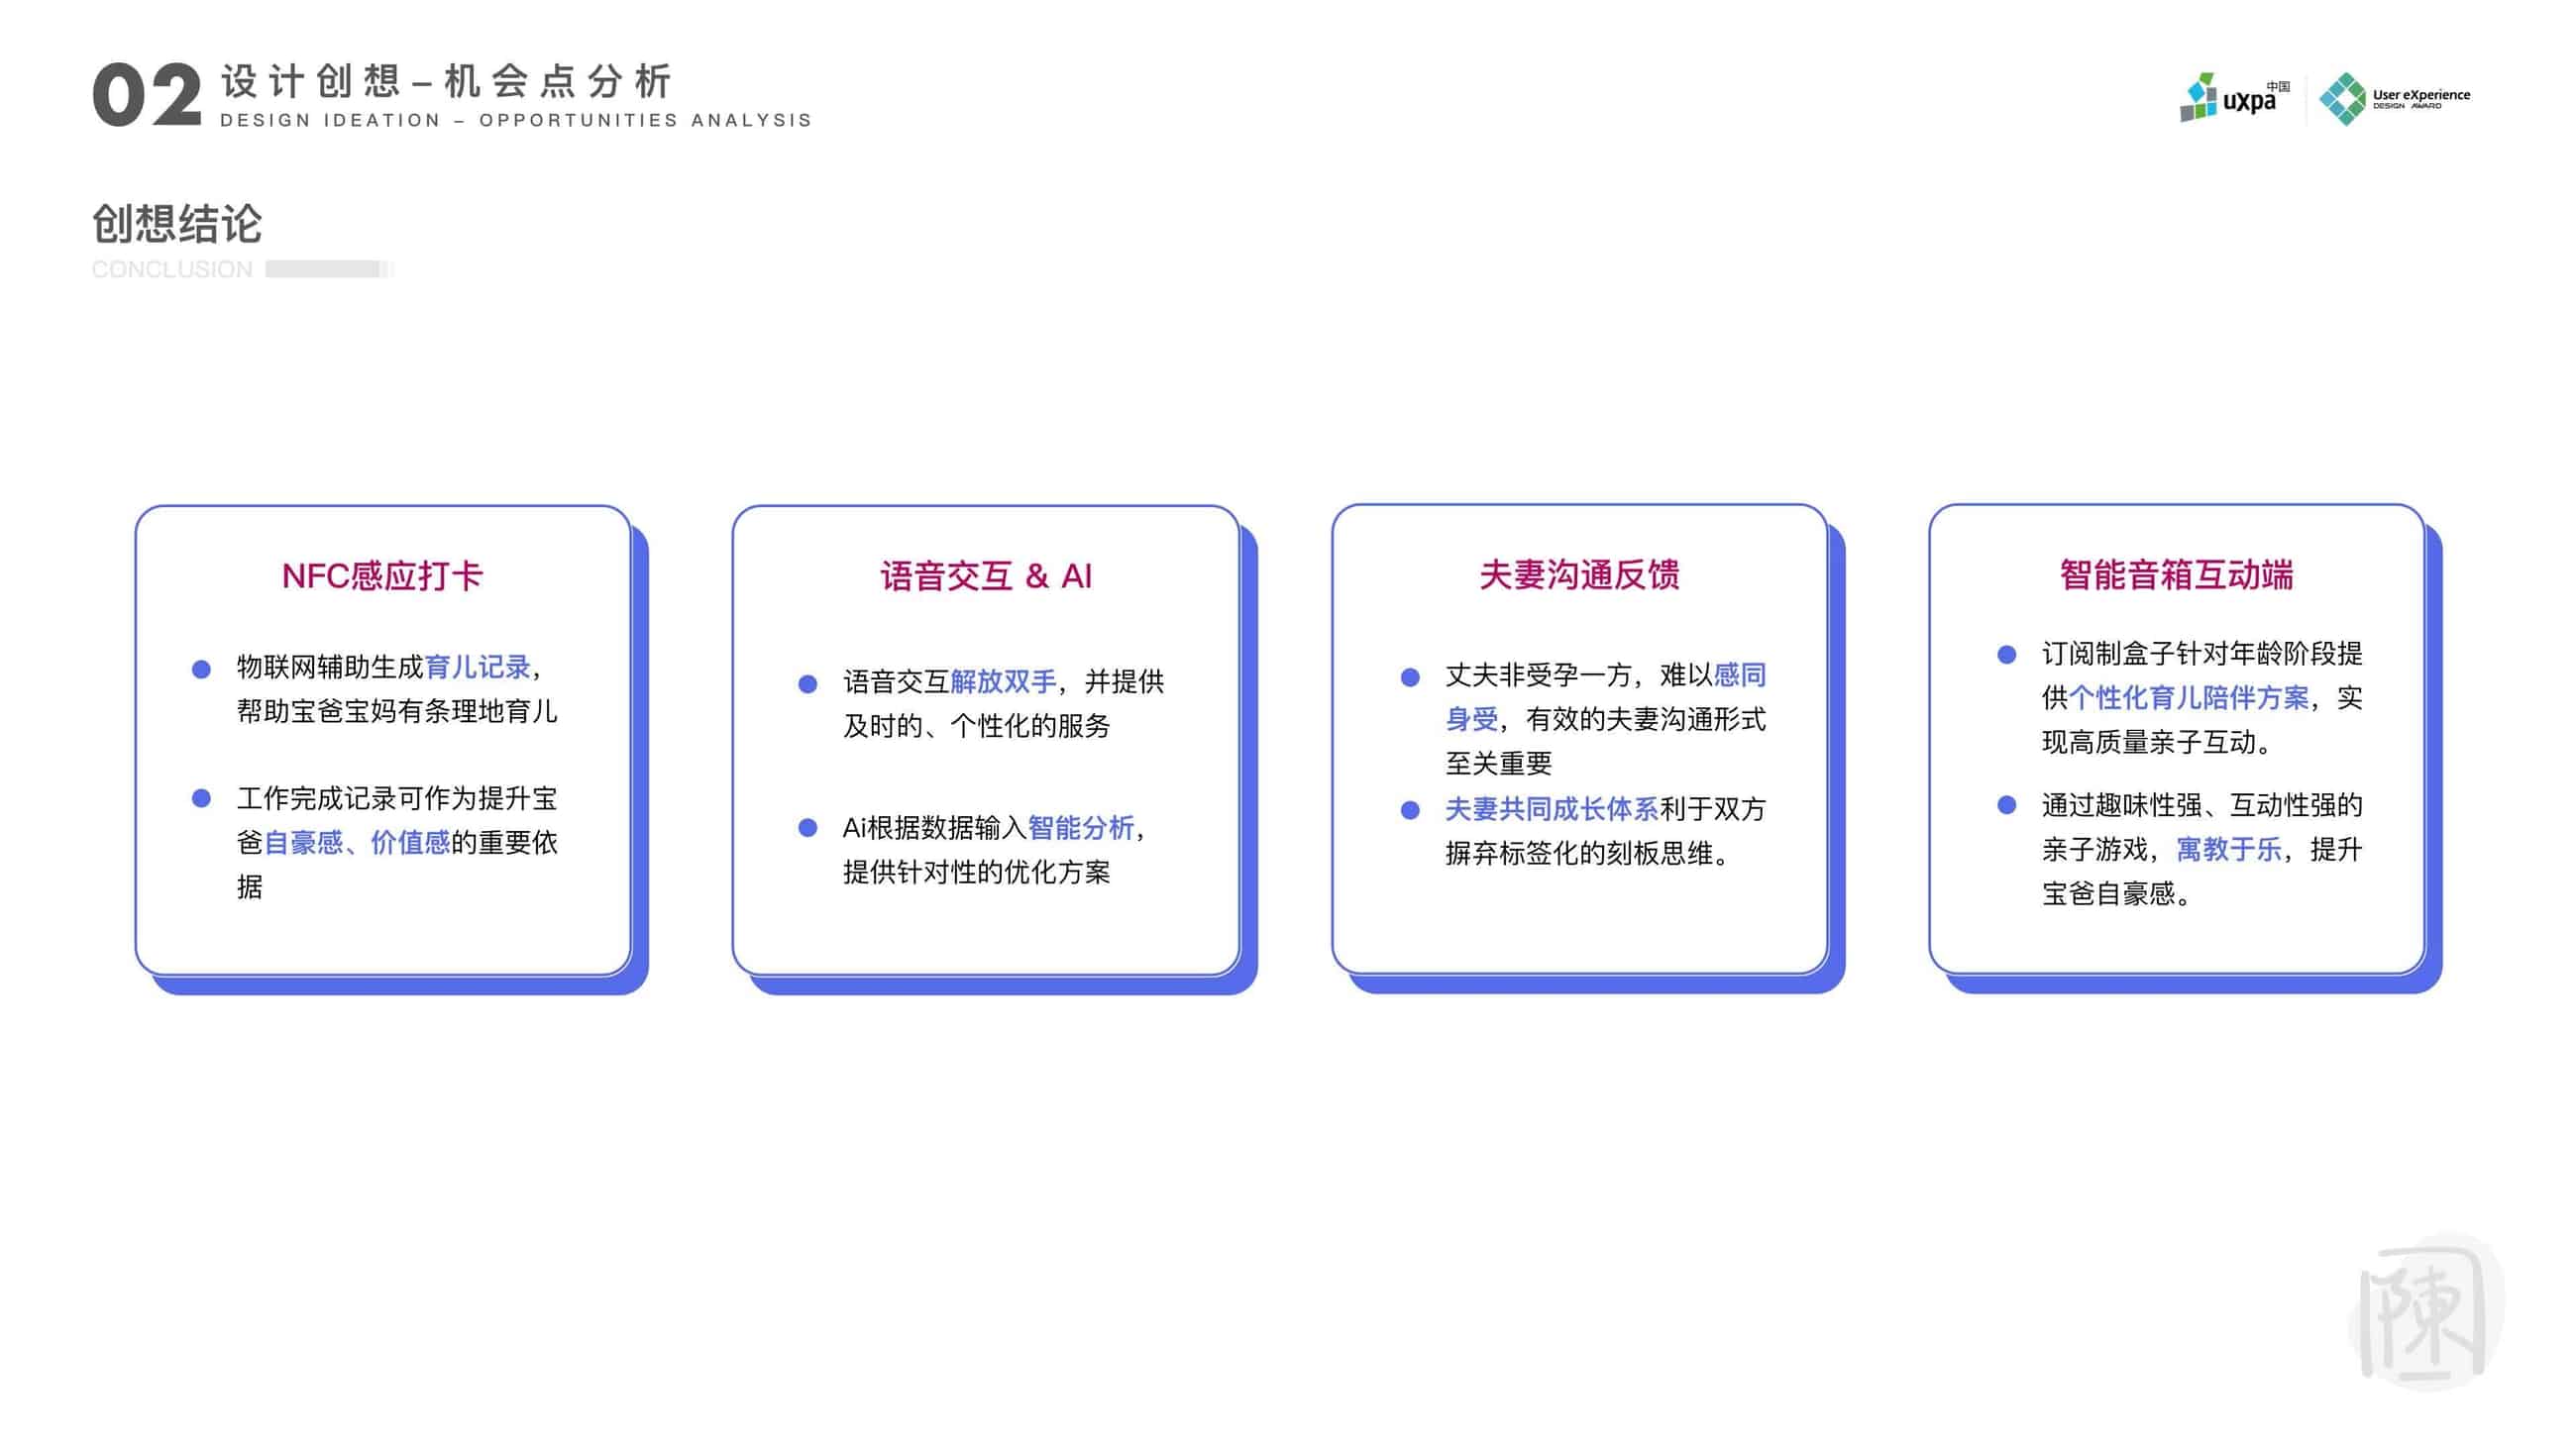 02 设计创想–机会点分析
DESIGN IDEATION – OPPORTUNITIES ANALYSIS
uxpa中国
User eXperience
DESIGN AWARD
创想结论
CONCLUSION
NFC感应打卡
物联网辅助生成育儿记录，
帮助宝爸宝妈有条理地育儿
工作完成记录可作为提升宝
爸自豪感、价值感的重要依
据
语音交互 & AI
语音交互解放双手，并提供
及时的、个性化的服务
Ai根据数据输入智能分析，
提供针对性的优化方案
夫妻沟通反馈
丈夫非受孕一方，难以感同
身受，有效的夫妻沟通形式
至关重要
夫妻共同成长体系利于双方
摒弃标签化的刻板思维。
智能音箱互动端
订阅制盒子针对年龄阶段提
供个性化育儿陪伴方案，实
现高质量亲子互动。
通过趣味性强、互动性强的
亲子游戏，寓教于乐，提升
宝爸自豪感。
陳